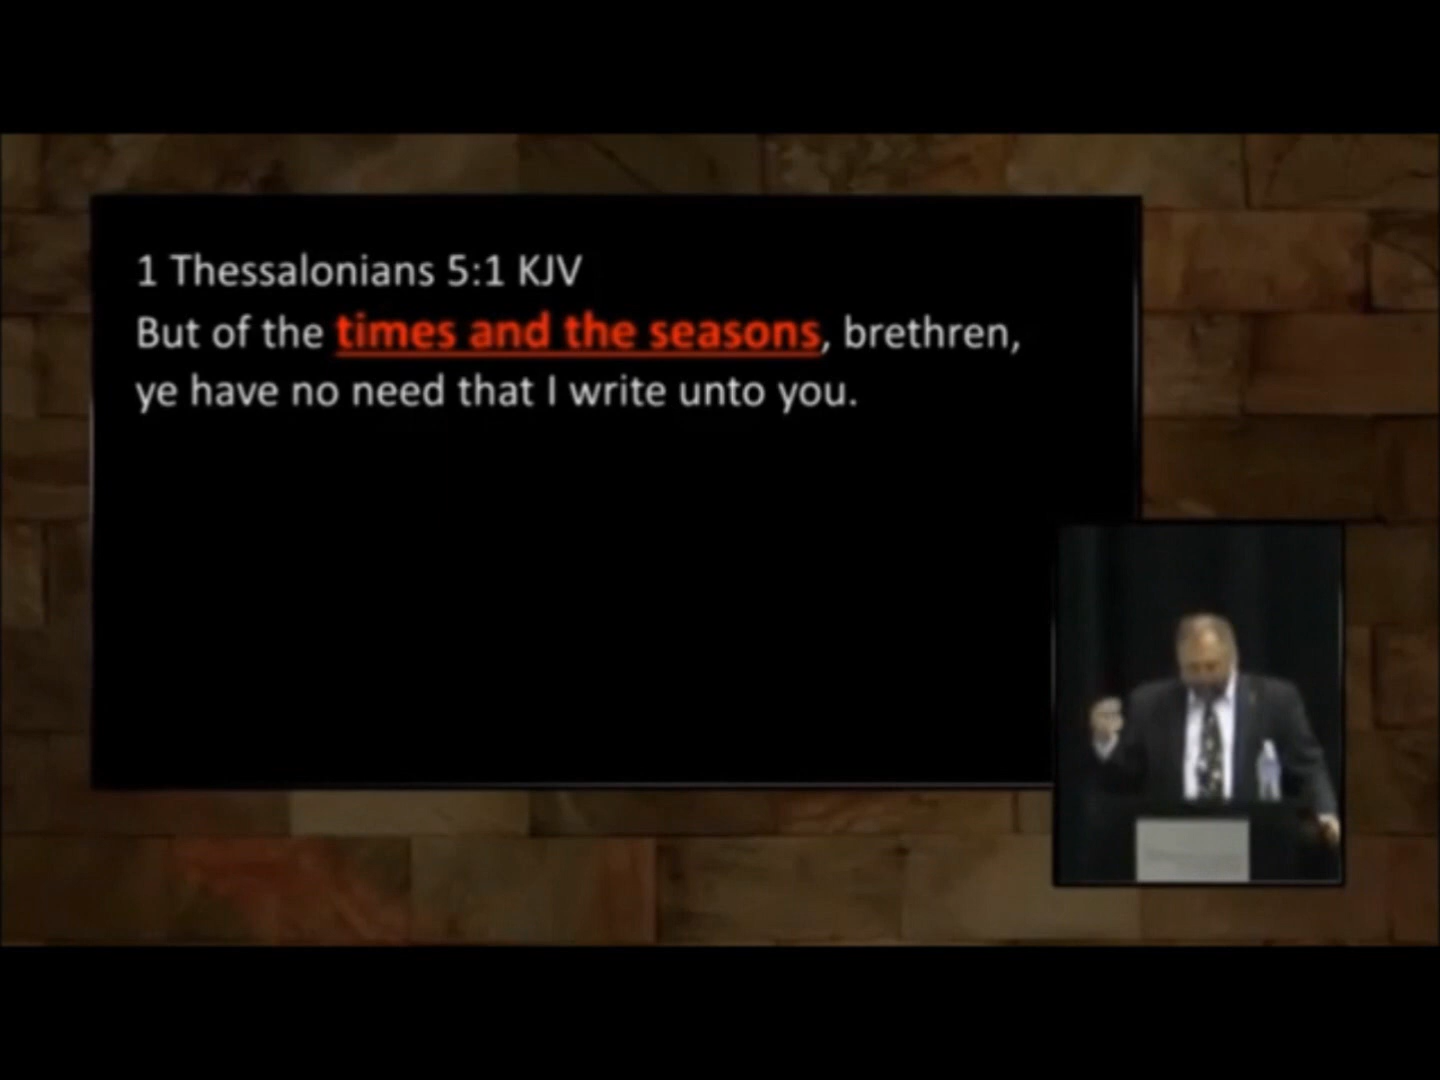 1 Thessalonians 5:1 KJV
But of the times and the seasons, brethren,
ye have no need that I write unto you.